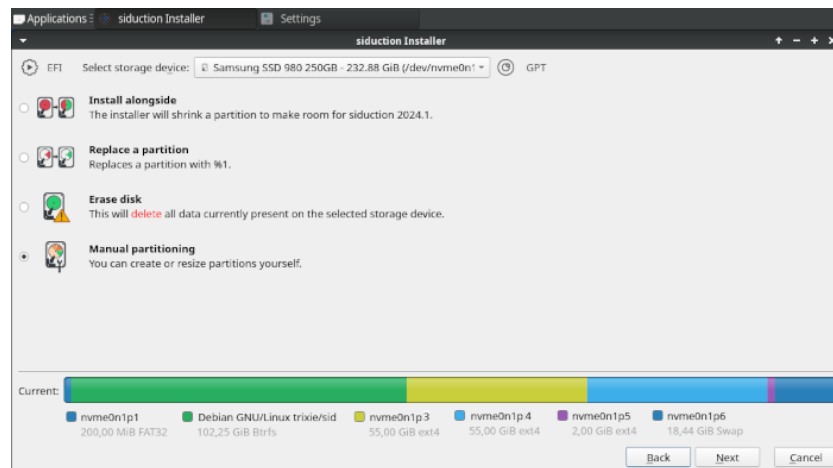 Applications
siduction Installer
Settings
siduction Installer
EFI
Select storage device:
Samsung SSD 980 250GB - 232.88 GiB (/dev/nvme0n1
GPT
Install alongside
The installer will shrink a partition to make room for siduction 2024.1.
Replace a partition
Replaces a partition with %1.
Erase disk
This will delete all data currently present on the selected storage device.
Manual partitioning
You can create or resize partitions yourself.
Current:
nvme0n1p1 Debian GNU/Linux trixie/sid nvme0n1p3 nvme0n1p4 nvme0n1p5 nvme0n1p6
200,00 MiB FAT32 102,25 GiB Btrfs 55,00 GiB ext4 55,00 GiB ext4 2,00 GiB ext4 18,44 GiB Swap
Back Next Cancel